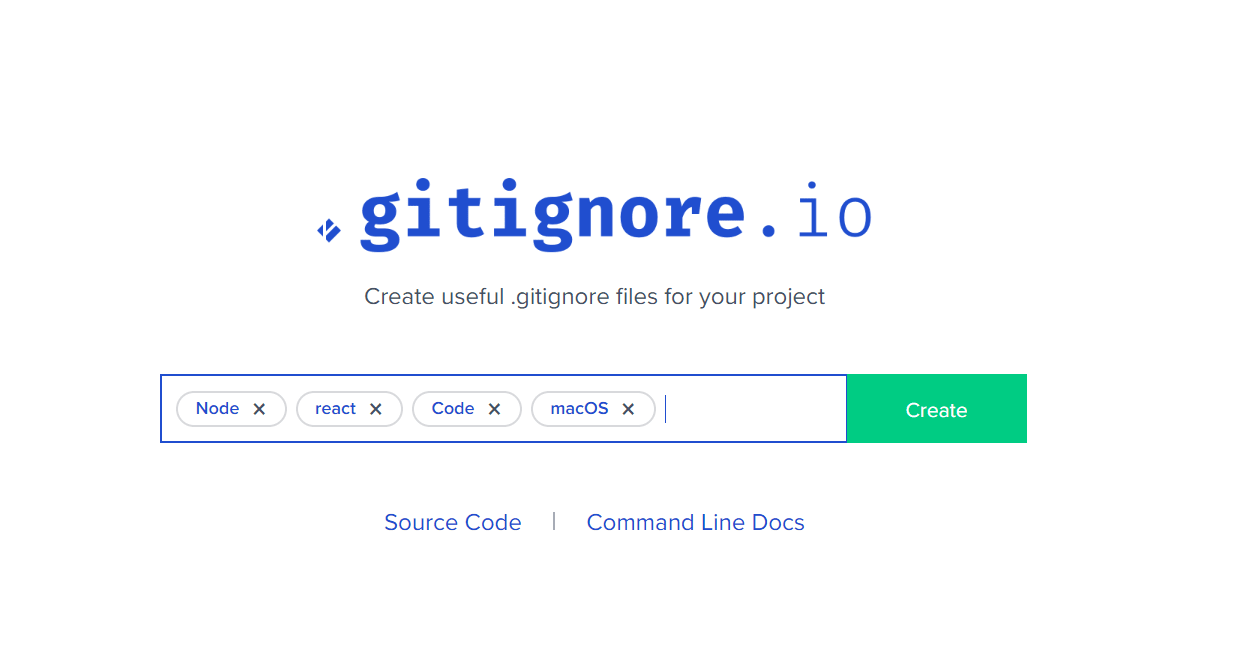 gitignore.io
Create useful .gitignore files for your project
Node × react × Code × macOS ×
Create
Source Code | Command Line Docs